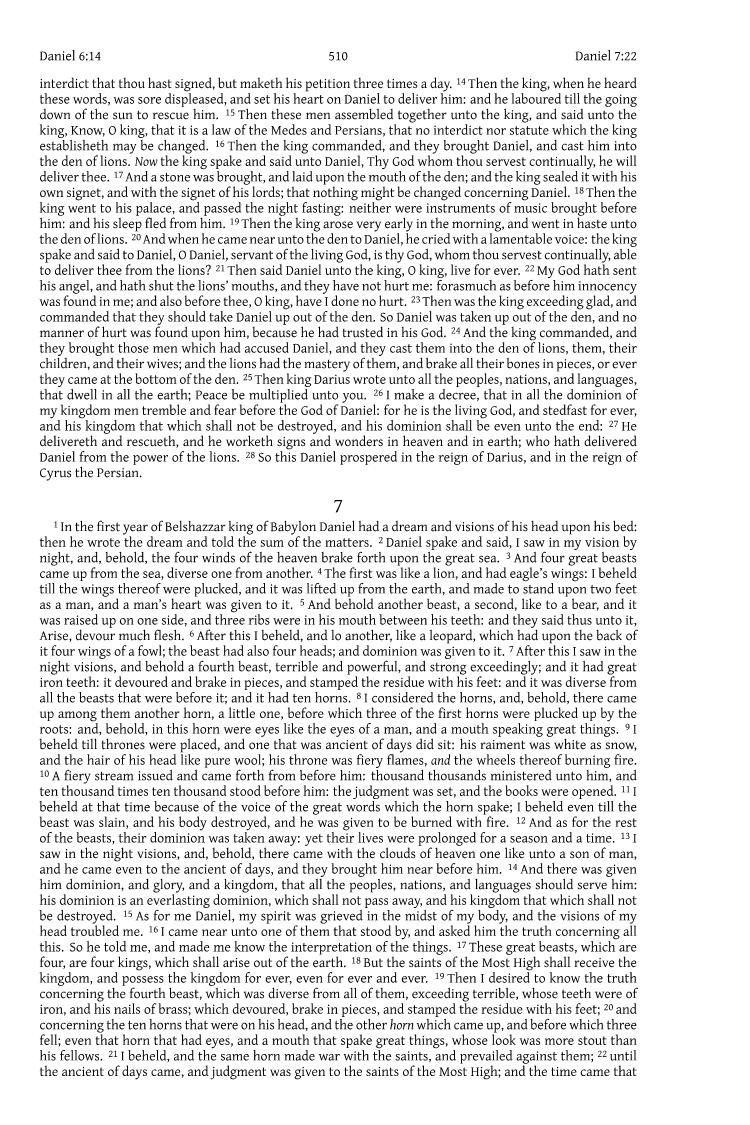 Daniel 6:14 510 Daniel 7:22
interdict that thou hast signed, but maketh his petition three times a day. 14 Then the king, when he heard
these words, was sore displeased, and set his heart on Daniel to deliver him: and he laboured till the going
down of the sun to rescue him. 15 Then these men assembled together unto the king, and said unto the
king, Know, O king, that it is a law of the Medes and Persians, that no interdict nor statute which the king
establisheth may be changed. 16 Then the king commanded, and they brought Daniel, and cast him into
the den of lions. Now the king spake and said unto Daniel, Thy God whom thou servest continually, he will
deliver thee. 17 And a stone was brought, and laid upon the mouth of the den; and the king sealed it with his
own signet, and with the signet of his lords; that nothing might be changed concerning Daniel. 18 Then the
king went to his palace, and passed the night fasting: neither were instruments of music brought before
him: and his sleep fled from him. 19 Then the king arose very early in the morning, and went in haste unto
the den of lions. 20 And when he came near unto the den to Daniel, he cried with a lamentable voice: the king
spake and said to Daniel, O Daniel, servant of the living God, is thy God, whom thou servest continually, able
to deliver thee from the lions? 21 Then said Daniel unto the king, O king, live for ever. 22 My God hath sent
his angel, and hath shut the lions' mouths, and they have not hurt me: forasmuch as before him innocency
was found in me; and also before thee, O king, have I done no hurt. 23 Then was the king exceeding glad, and
commanded that they should take Daniel up out of the den. So Daniel was taken up out of the den, and no
manner of hurt was found upon him, because he had trusted in his God. 24 And the king commanded, and
they brought those men which had accused Daniel, and they cast them into the den of lions, them, their
children, and their wives; and the lions had the mastery of them, and brake all their bones in pieces, or ever
they came at the bottom of the den. 25 Then king Darius wrote unto all the peoples, nations, and languages,
that dwell in all the earth; Peace be multiplied unto you. 26 I make a decree, that in all the dominion of
my kingdom men tremble and fear before the God of Daniel: for he is the living God, and stedfast for ever,
and his kingdom that which shall not be destroyed, and his dominion shall be even unto the end: 27 He
delivereth and rescueth, and he worketh signs and wonders in heaven and in earth; who hath delivered
Daniel from the power of the lions. 28 So this Daniel prospered in the reign of Darius, and in the reign of
Cyrus the Persian.
7
1 In the first year of Belshazzar king of Babylon Daniel had a dream and visions of his head upon his bed:
then he wrote the dream and told the sum of the matters. 2 Daniel spake and said, I saw in my vision by
night, and, behold, the four winds of the heaven brake forth upon the great sea. 3 And four great beasts
came up from the sea, diverse one from another. 4 The first was like a lion, and had eagle's wings: I beheld
till the wings thereof were plucked, and it was lifted up from the earth, and made to stand upon two feet
as a man, and a man's heart was given to it. 5 And behold another beast, a second, like to a bear, and it
was raised up on one side, and three ribs were in his mouth between his teeth: and they said thus unto it,
Arise, devour much flesh. 6 After this I beheld, and lo another, like a leopard, which had upon the back of
it four wings of a fowl; the beast had also four heads; and dominion was given to it. 7 After this I saw in the
night visions, and behold a fourth beast, terrible and powerful, and strong exceedingly; and it had great
iron teeth: it devoured and brake in pieces, and stamped the residue with his feet: and it was diverse from
all the beasts that were before it; and it had ten horns. 8 I considered the horns, and, behold, there came
up among them another horn, a little one, before which three of the first horns were plucked up by the
roots: and, behold, in this horn were eyes like the eyes of a man, and a mouth speaking great things. 9 I
beheld till thrones were placed, and one that was ancient of days did sit: his raiment was white as snow,
and the hair of his head like pure wool; his throne was fiery flames, and the wheels thereof burning fire.
10 A fiery stream issued and came forth from before him: thousand thousands ministered unto him, and
ten thousand times ten thousand stood before him: the judgment was set, and the books were opened. 11 I
beheld at that time because of the voice of the great words which the horn spake; I beheld even till the
beast was slain, and his body destroyed, and he was given to be burned with fire. 12 And as for the rest
of the beasts, their dominion was taken away: yet their lives were prolonged for a season and a time. 13 I
saw in the night visions, and, behold, there came with the clouds of heaven one like unto a son of man,
and he came even to the ancient of days, and they brought him near before him. 14 And there was given
him dominion, and glory, and a kingdom, that all the peoples, nations, and languages should serve him:
his dominion is an everlasting dominion, which shall not pass away, and his kingdom that which shall not
be destroyed. 15 As for me Daniel, my spirit was grieved in the midst of my body, and the visions of my
head troubled me. 16 I came near unto one of them that stood by, and asked him the truth concerning all
this. So he told me, and made me know the interpretation of the things. 17 These great beasts, which are
four, are four kings, which shall arise out of the earth. 18 But the saints of the Most High shall receive the
kingdom, and possess the kingdom for ever, even for ever and ever. 19 Then I desired to know the truth
concerning the fourth beast, which was diverse from all of them, exceeding terrible, whose teeth were of
iron, and his nails of brass; which devoured, brake in pieces, and stamped the residue with his feet; 20 and
concerning the ten horns that were on his head, and the other horn which came up, and before which three
fell; even that horn that had eyes, and a mouth that spake great things, whose look was more stout than
his fellows. 21 I beheld, and the same horn made war with the saints, and prevailed against them; 22 until
the ancient of days came, and judgment was given to the saints of the Most High; and the time came that